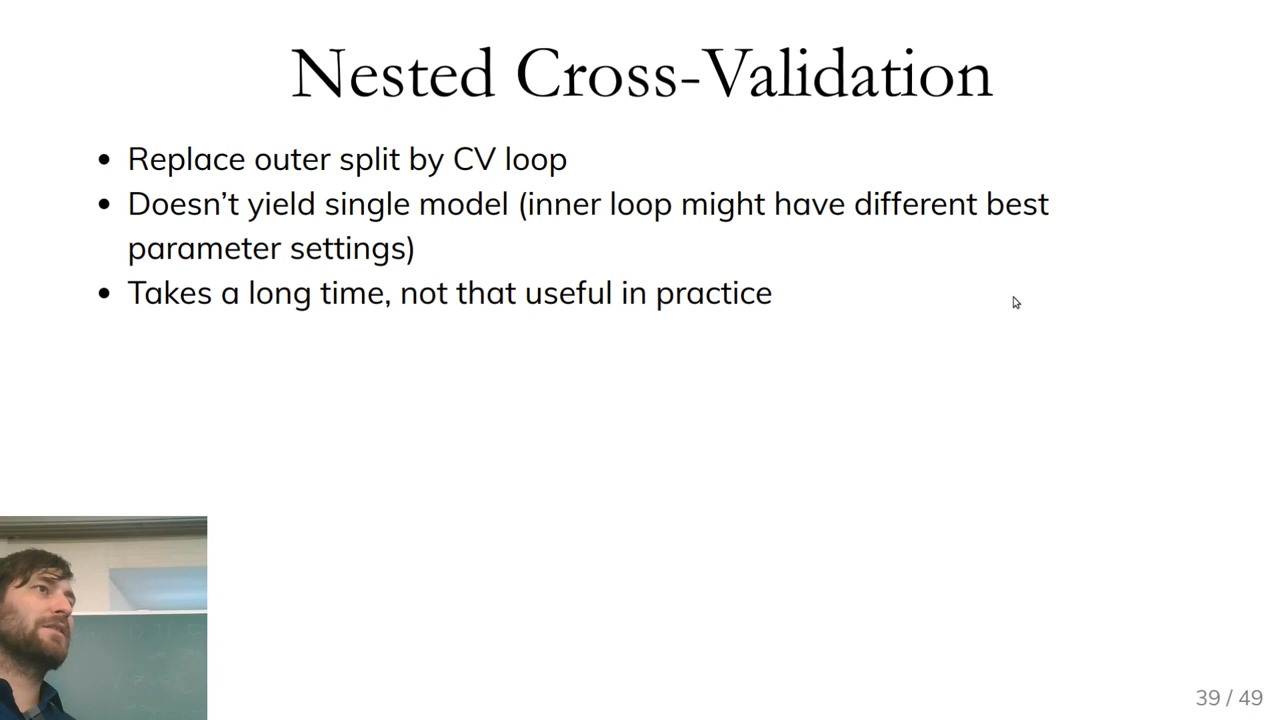 Nested Cross-Validation
• Replace outer split by CV loop
• Doesn’t yield single model (inner loop might have different best
parameter settings)
• Takes a long time, not that useful in practice
39 / 49